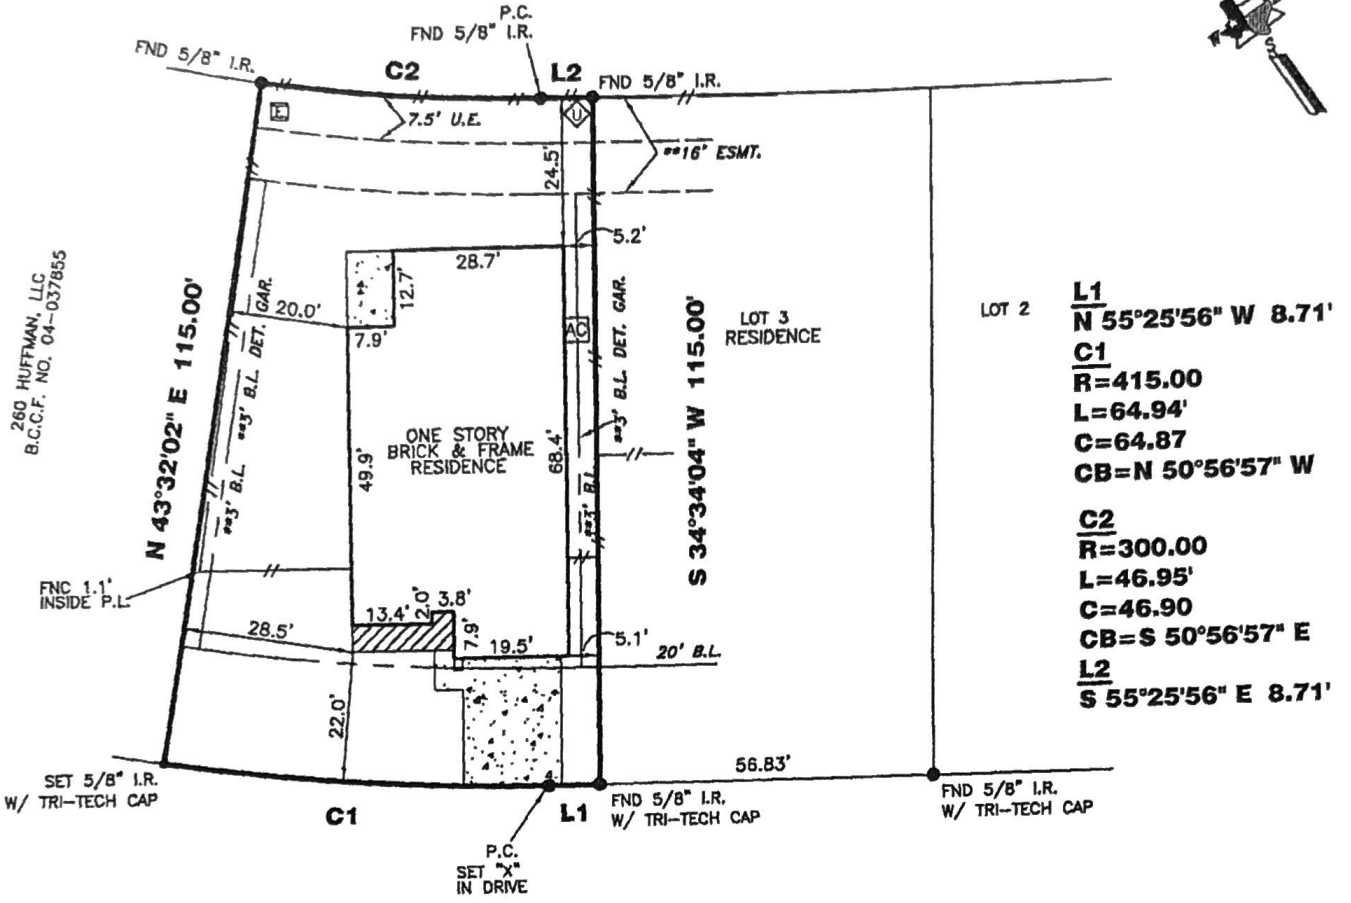 P.C.
FND 5/8" I.R.
FND 5/8" I.R.
C2
L2
FND 5/8" I.R.
S
E
7.5' U.E.
U
**16' ESMT.
24.5'
5.2'
28.7'
12.7'
20.0'
7.9'
AC
260 HUFFMAN, LLC
B.C.C.F. NO. 04-037855
N 43°32'02" E 115.00'
**3' B.L. DET. GAR.
**3' B.L.
ONE STORY
BRICK & FRAME
RESIDENCE
49.9'
68.4'
**3' B.L.
**3' B.L. DET. GAR.
S 34°34'04" W 115.00'
LOT 3
RESIDENCE
LOT 2
L1
N 55°25'56" W 8.71'
C1
R=415.00
L=64.94'
C=64.87
CB=N 50°56'57" W
C2
R=300.00
L=46.95'
C=46.90
CB=S 50°56'57" E
L2
S 55°25'56" E 8.71'
FNC 1.1'
INSIDE P.L.
13.4'
2.0'
3.8'
7.9'
28.5'
19.5'
5.1'
20' B.L.
22.0'
56.83'
SET 5/8" I.R.
W/ TRI-TECH CAP
C1
L1
FND 5/8" I.R.
W/ TRI-TECH CAP
FND 5/8" I.R.
W/ TRI-TECH CAP
P.C.
SET "X"
IN DRIVE